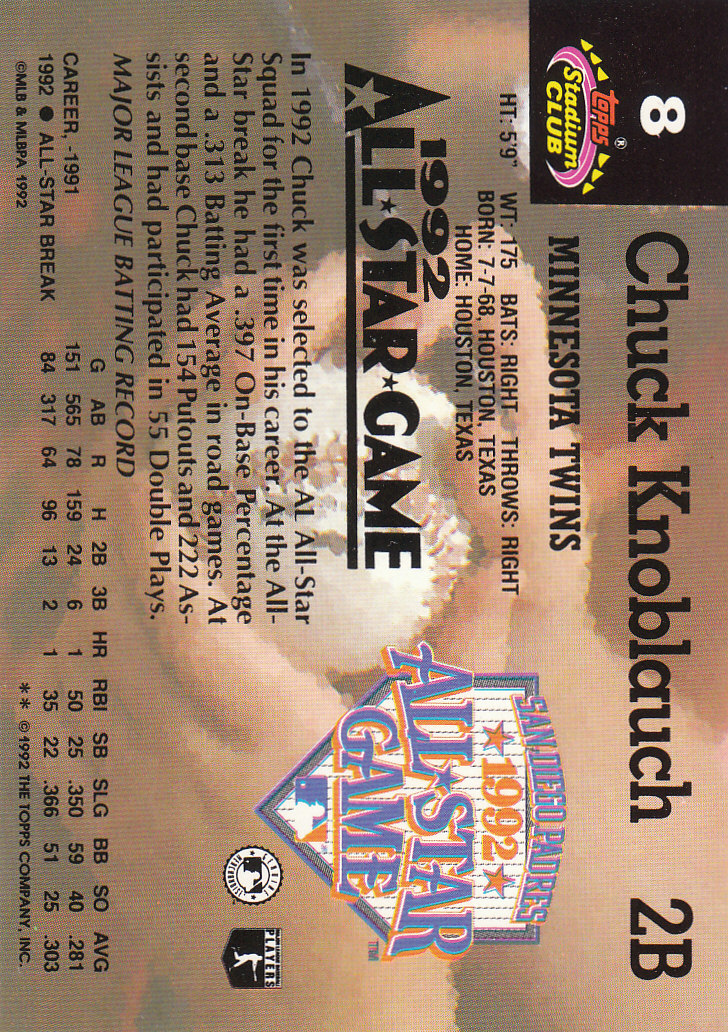 8
Chuck Knoblauch 2B
topps®
Stadium
CLUB
MINNESOTA TWINS
HT: 5'9" WT: 175 BATS: RIGHT THROWS: RIGHT
BORN: 7-7-68, HOUSTON, TEXAS
HOME: HOUSTON, TEXAS
1992
ALL★STAR★GAME
SAN DIEGO PADRES
★1992★
ALL★STAR
GAME
TM
In 1992 Chuck was selected to the AL All-Star
Squad for the first time in his career. At the All-
Star break he had a .397 On-Base Percentage
and a .313 Batting Average in road games. At
second base Chuck had 154 Putouts and 222 As-
sists and had participated in 55 Double Plays.
PLAYERS
MAJOR LEAGUE BATTING RECORD
G AB R H 2B 3B HR RBI SB SLG BB SO AVG
CAREER, -1991 151 565 78 159 24 6 1 50 25 .350 59 40 .281
1992 ● ALL-STAR BREAK 84 317 64 96 13 2 1 35 22 .366 51 25 .303
©MLB & MLBPA 1992 ** © 1992 THE TOPPS COMPANY, INC.